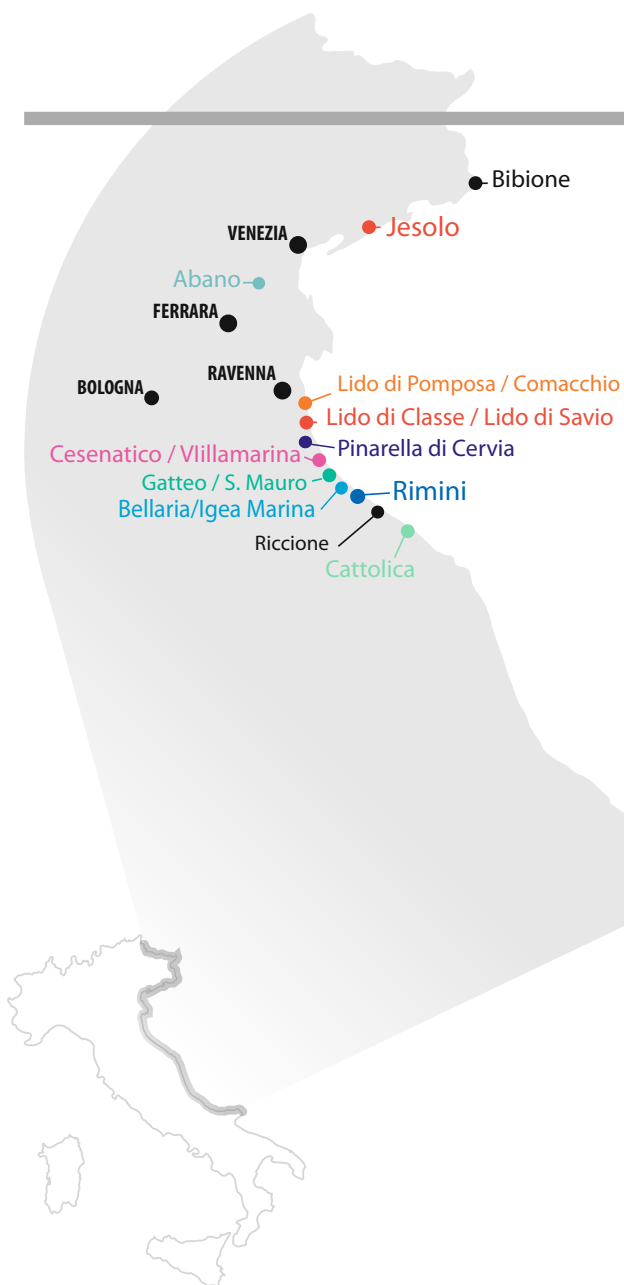 Bibione
Jesolo
VENEZIA
Abano
FERRARA
RAVENNA
BOLOGNA
Lido di Pomposa / Comacchio
Lido di Classe / Lido di Savio
Pinarella di Cervia
Cesenatico / VIillamarina
Gatteo / S. Mauro
Rimini
Bellaria/Igea Marina
Riccione
Cattolica